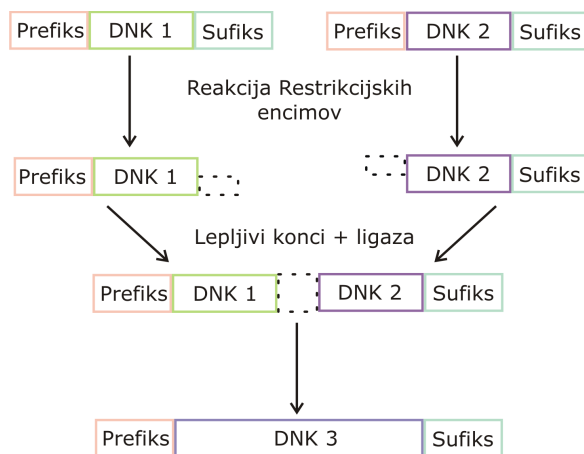 Prefiks DNK 1 Sufiks Prefiks DNK 2 Sufiks
Reakcija Restrikcijskih
encimov
Prefiks DNK 1 DNK 2 Sufiks
Lepljivi konci + ligaza
Prefiks DNK 1 DNK 2 Sufiks
Prefiks DNK 3 Sufiks